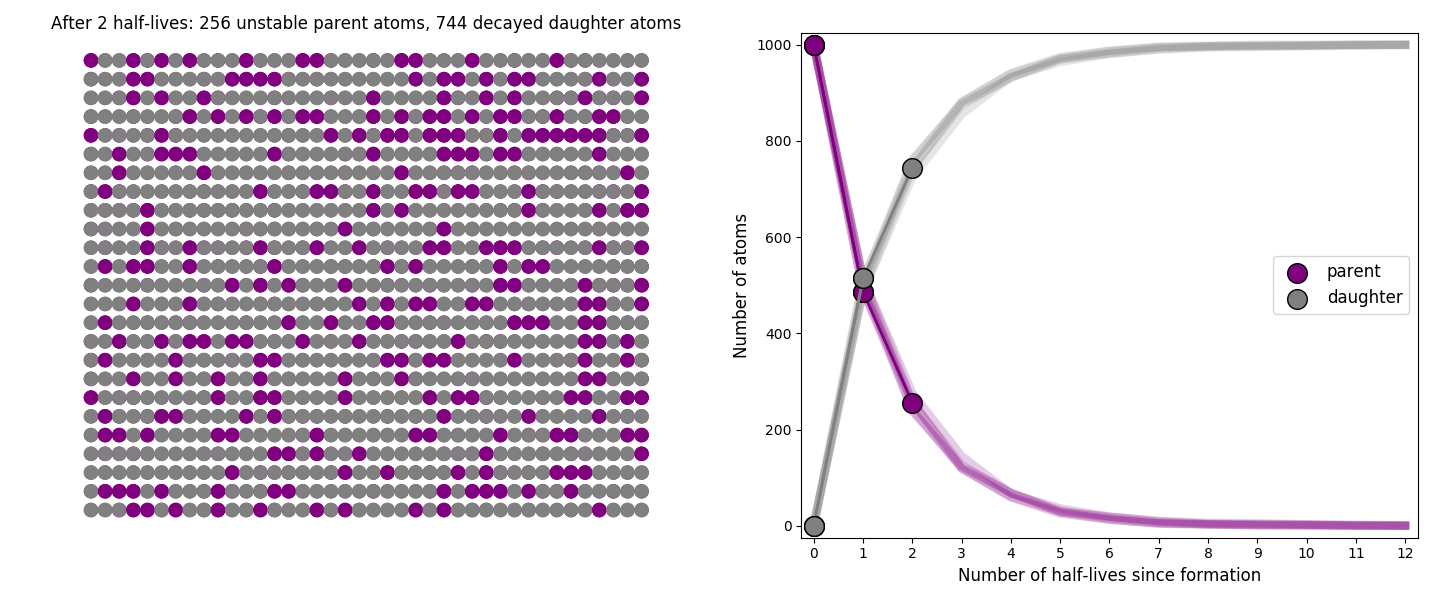 After 2 half-lives: 256 unstable parent atoms, 744 decayed daughter atoms
Number of atoms
1000
800
600
400
200
0
parent
daughter
0 1 2 3 4 5 6 7 8 9 10 11 12
Number of half-lives since formation